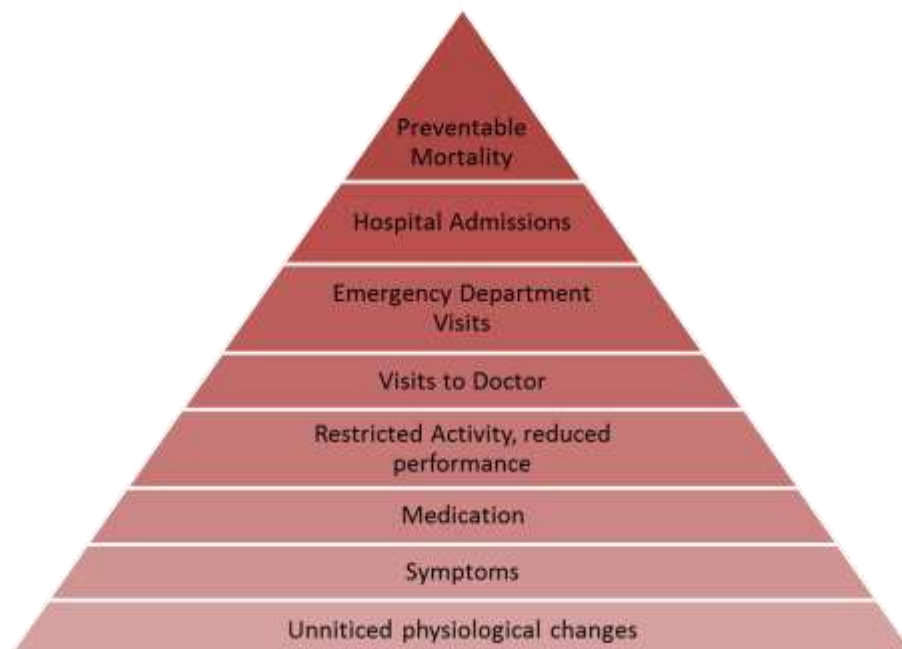 Preventable
Mortality
Hospital Admissions
Emergency Department
Visits
Visits to Doctor
Restricted Activity, reduced
performance
Medication
Symptoms
Unniticed physiological changes